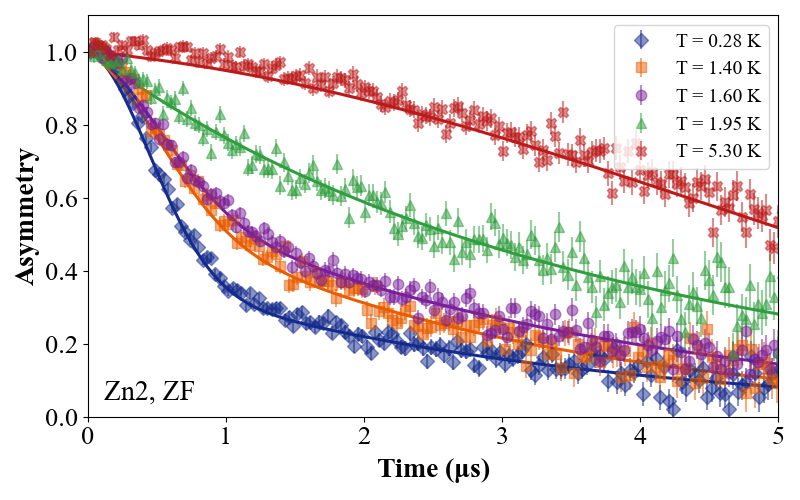 T = 0.28 K
T = 1.40 K
T = 1.60 K
T = 1.95 K
T = 5.30 K
Asymmetry
1.0
0.8
0.6
0.4
0.2
0.0
Zn2, ZF
0 1 2 3 4 5
Time (μs)